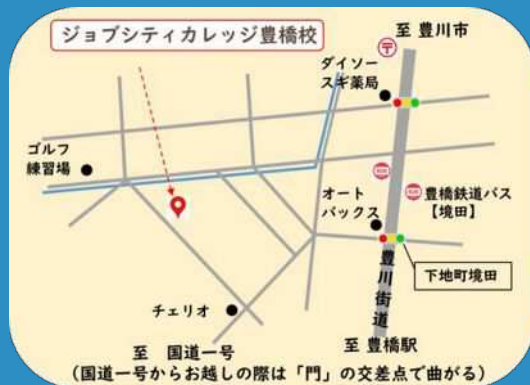 ジョブシティカレッジ豊橋校
至 豊川市
〒
ダイソー
スギ薬局
ゴルフ
練習場
豊橋鉄道バス
【境田】
オート
バックス
下地町境田
豊川街道
チェリオ
至 国道一号
至 豊橋駅
(国道一号からお越しの際は「門」の交差点で曲がる)